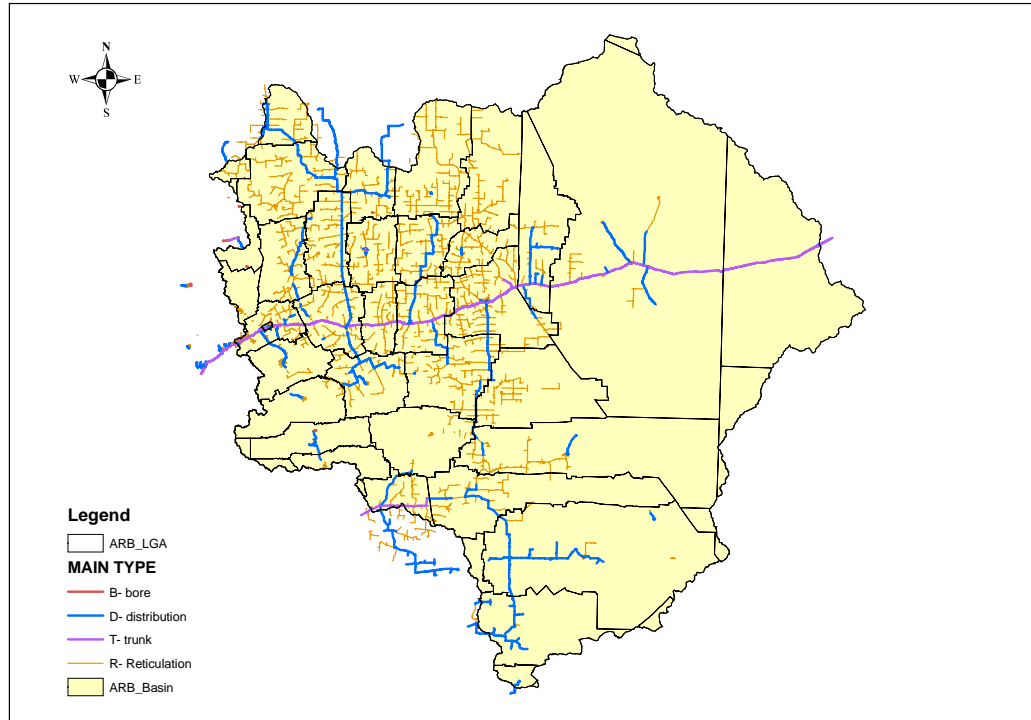 N
W E
S
Legend
ARB_LGA
MAIN TYPE
B- bore
D- distribution
T- trunk
R- Reticulation
ARB_Basin